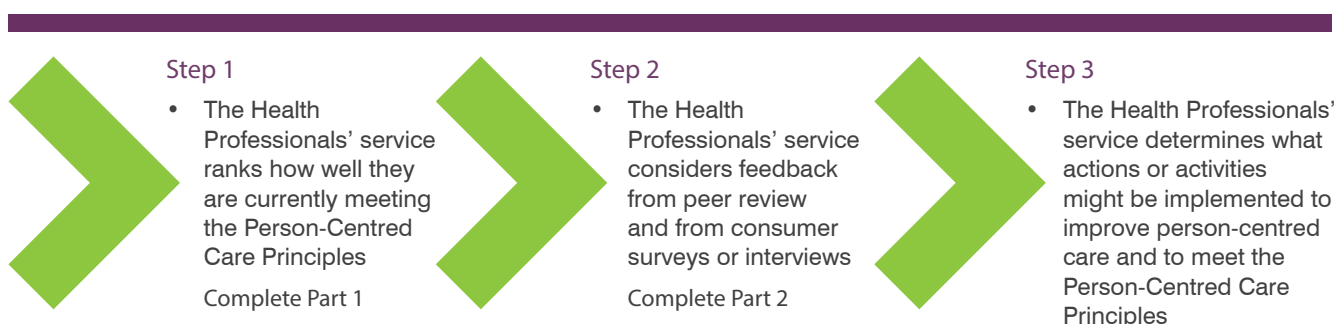 Step 1
• The Health
Professionals’ service
ranks how well they
are currently meeting
the Person-Centred
Care Principles
Complete Part 1
Step 2
• The Health
Professionals’ service
considers feedback
from peer review
and from consumer
surveys or interviews
Complete Part 2
Step 3
• The Health Professionals’
service determines what
actions or activities
might be implemented to
improve person-centred
care and to meet the
Person-Centred Care
Principles